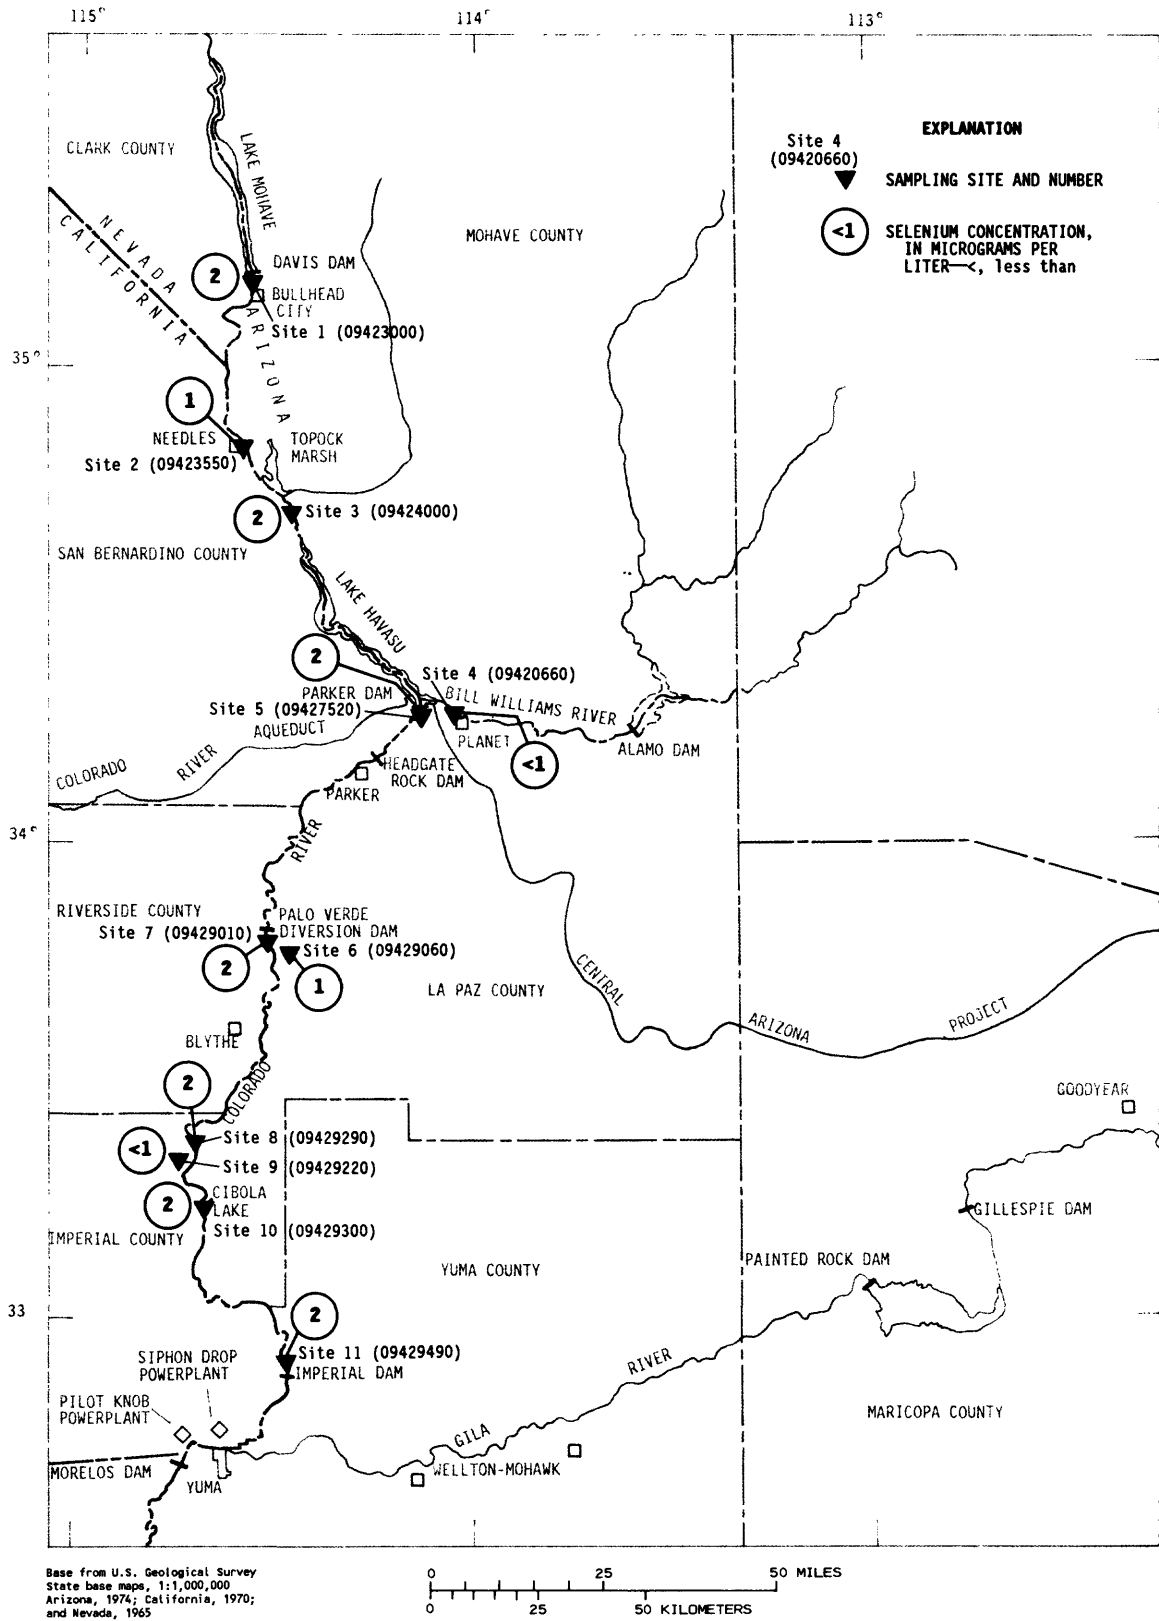 115°
114°
113°
EXPLANATION
Site 4
(09420660)
SAMPLING SITE AND NUMBER
<1
SELENIUM CONCENTRATION,
IN MICROGRAMS PER
LITER—<, less than
CLARK COUNTY
LAKE MOHAVE
MOHAVE COUNTY
NEVADA
CALIFORNIA
2
DAVIS DAM
BULLHEAD
CITY
Site 1 (09423000)
ARIZONA
35°
1
NEEDLES
Site 2 (09423550)
TOPOCK
MARSH
2
Site 3 (09424000)
SAN BERNARDINO COUNTY
LAKE HAVASU
2
Site 4 (09420660)
PARKER DAM
BILL WILLIAMS RIVER
Site 5 (09427520)
AQUEDUCT
PLANET
ALAMO DAM
<1
COLORADO
RIVER
HEADGATE
ROCK DAM
PARKER
34°
RIVER
RIVERSIDE COUNTY
PALO VERDE
DIVERSION DAM
Site 7 (09429010)
Site 6 (09429060)
2
1
LA PAZ COUNTY
CENTRAL
ARIZONA
PROJECT
BLYTHE
COLORADO
GOODYEAR
2
Site 8 (09429290)
<1
Site 9 (09429220)
2
CIBOLA
LAKE
Site 10 (09429300)
IMPERIAL COUNTY
GILLESPIE DAM
PAINTED ROCK DAM
YUMA COUNTY
33
2
Site 11 (09429490)
IMPERIAL DAM
SIPHON DROP
POWERPLANT
PILOT KNOB
POWERPLANT
RIVER
GILA
MARICOPA COUNTY
MORELOS DAM
YUMA
WELLTON-MOHAWK
Base from U.S. Geological Survey
State base maps, 1:1,000,000
Arizona, 1974; California, 1970;
and Nevada, 1965
0 25 50 MILES
0 25 50 KILOMETERS